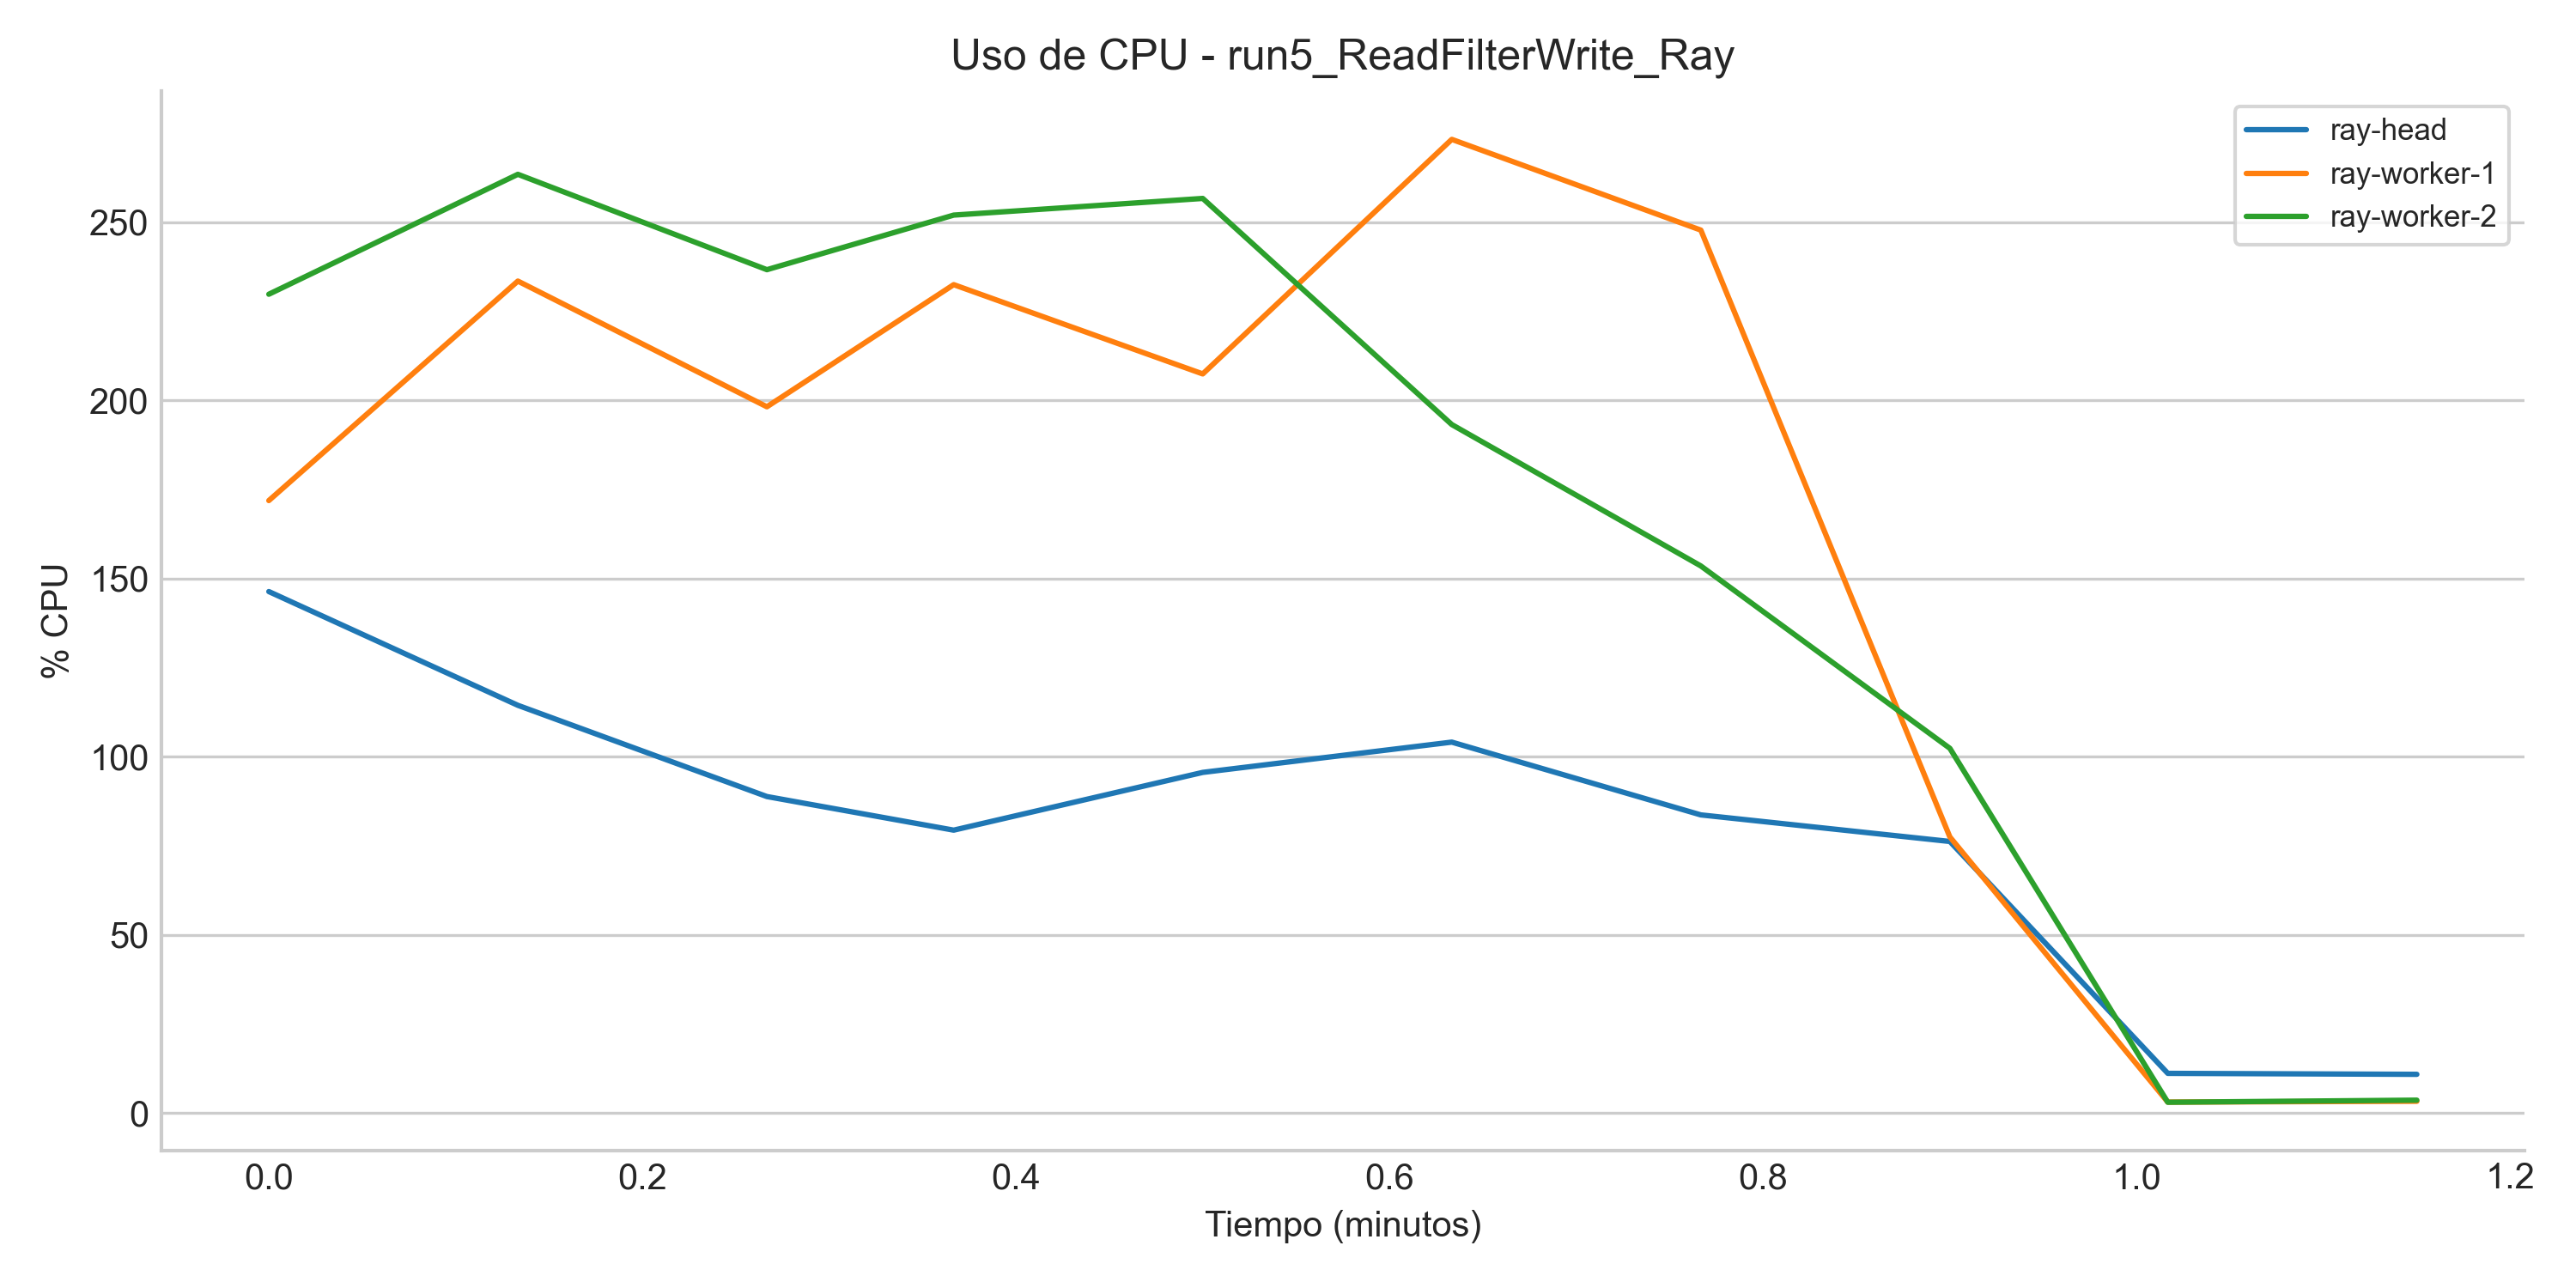 Uso de CPU - run5_ReadFilterWrite_Ray
ray-head
ray-worker-1
ray-worker-2
% CPU
250
200
150
100
50
0
0.0 0.2 0.4 0.6 0.8 1.0 1.2
Tiempo (minutos)